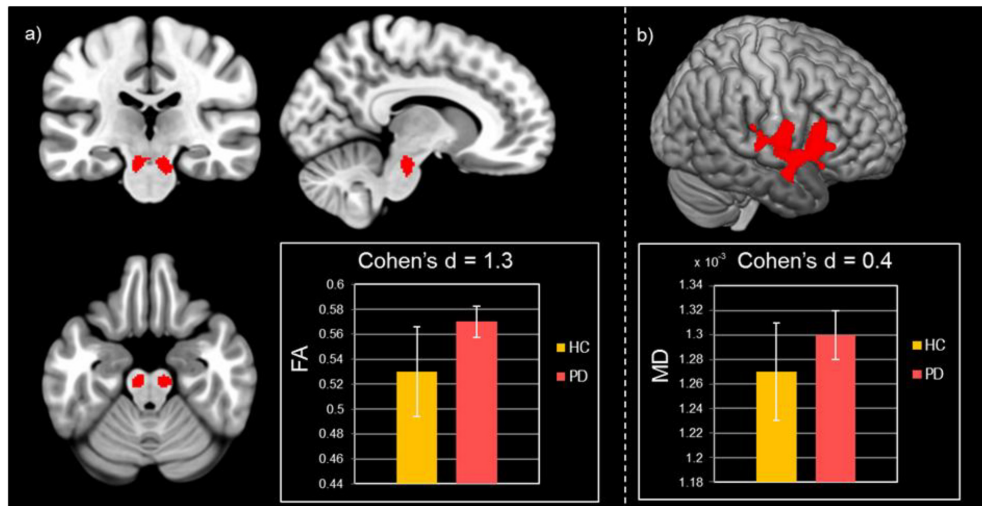 a)
b)
Cohen's d = 1.3
0.6
0.58
0.56
0.54
0.52
0.5
0.48
0.46
0.44
FA
HC
PD
x 10⁻³
Cohen's d = 0.4
1.34
1.32
1.3
1.28
1.26
1.24
1.22
1.2
1.18
MD
HC
PD